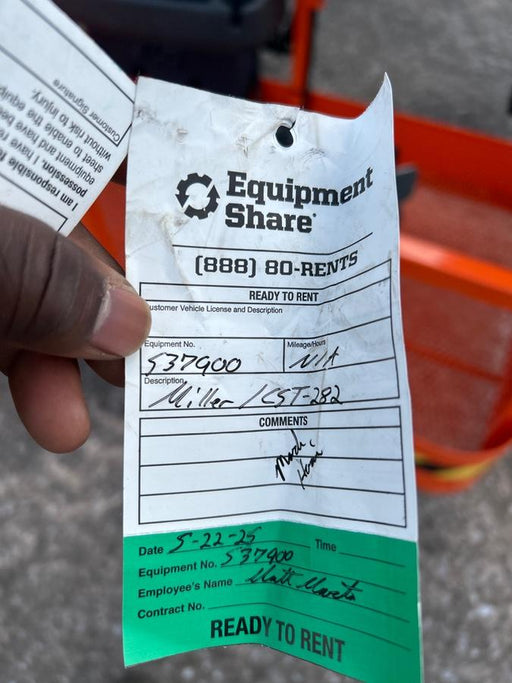 Customer Signature
without risk to injury.
sheet to enable the equip
equipment and have be
possession. I have re
I am responsible f
Equipment
Share
(888) 80-RENTS
READY TO RENT
Customer Vehicle License and Description
Equipment No.
537900
Mileage/Hours
N/A
Description
Miller / CST-282
COMMENTS
Date 5-22-25 Time
Equipment No. 537900
Employee's Name Matt
Contract No.
READY TO RENT